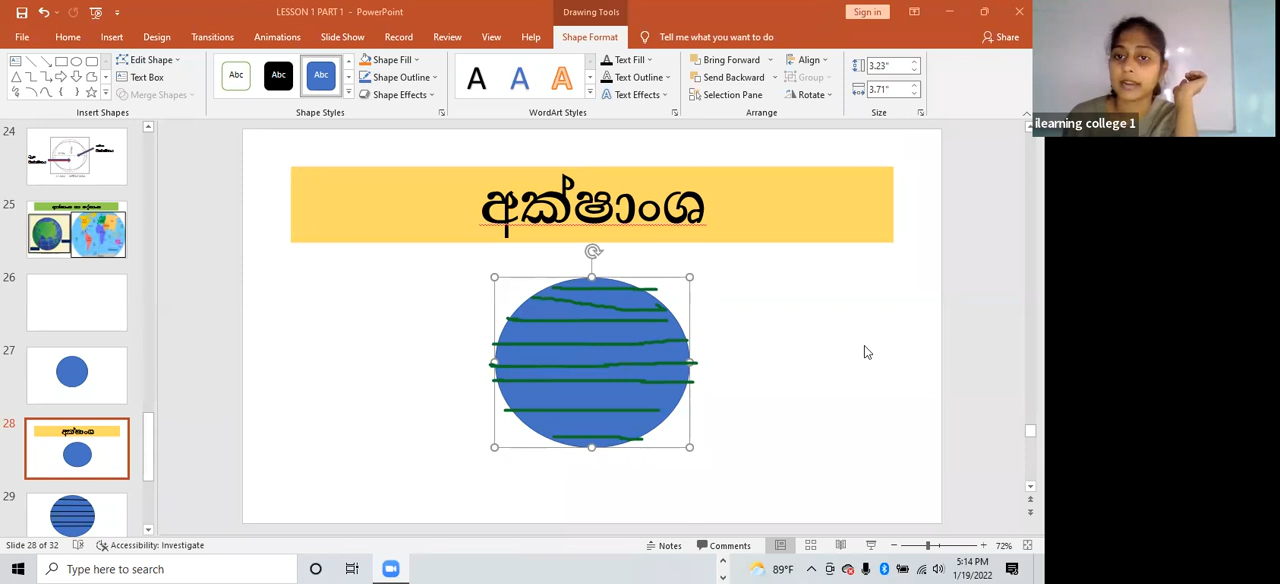 LESSON 1 PART 1 - PowerPoint
Drawing Tools
Sign in
File Home Insert Design Transitions Animations Slide Show Record Review View Help Shape Format Tell me what you want to do Share
Edit Shape
Text Box
Merge Shapes
Abc Abc Abc
Shape Fill
Shape Outline
Shape Effects
A A A
Text Fill
Text Outline
Text Effects
Bring Forward
Send Backward
Selection Pane
Align
Group
Rotate
3.23"
3.71"
Insert Shapes Shape Styles WordArt Styles Arrange Size
ilearning college 1
24
25
26
27
28
අක්ෂාංශ
29
අක්ෂාංශ
Slide 28 of 32 Accessibility: Investigate Notes Comments 72%
Type here to search 89°F 5:14 PM
1/19/2022